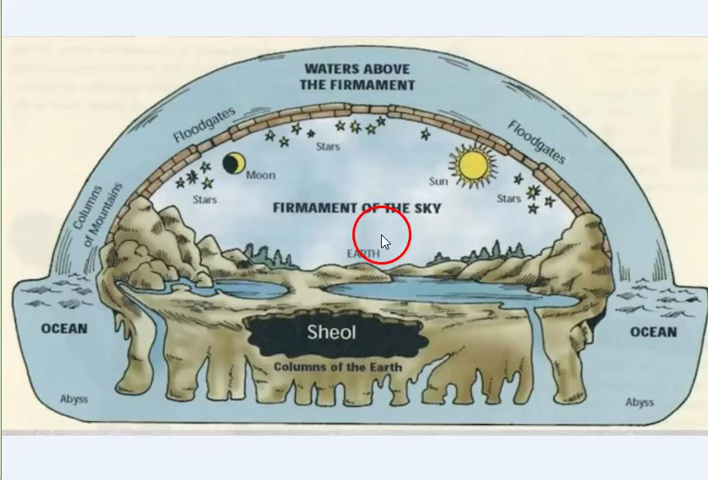 WATERS ABOVE
THE FIRMAMENT
Floodgates
Floodgates
Stars
Moon
Sun
Stars
Stars
Columns
of Mountains
FIRMAMENT OF THE SKY
EARTH
OCEAN
Sheol
OCEAN
Columns of the Earth
Abyss
Abyss